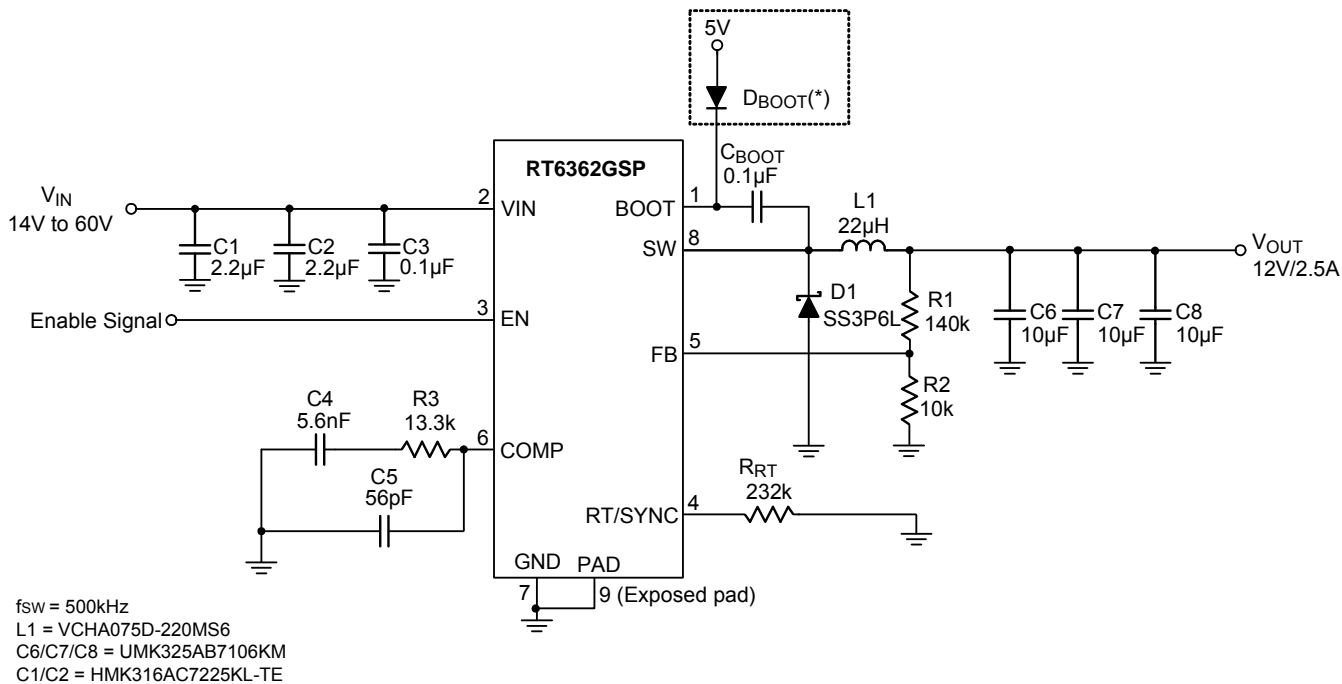 5V
DBOOT(*)
CBOOT
0.1µF
RT6362GSP
VIN
14V to 60V
2
VIN
BOOT
1
L1
22µH
SW
8
VOUT
12V/2.5A
C1
2.2µF
C2
2.2µF
C3
0.1µF
D1
SS3P6L
R1
140k
C6
10µF
C7
10µF
C8
10µF
Enable Signal
3
EN
FB
5
R2
10k
C4
5.6nF
R3
13.3k
6
COMP
C5
56pF
RRT
232k
RT/SYNC
4
GND
PAD
7
9 (Exposed pad)
fSW = 500kHz
L1 = VCHA075D-220MS6
C6/C7/C8 = UMK325AB7106KM
C1/C2 = HMK316AC7225KL-TE